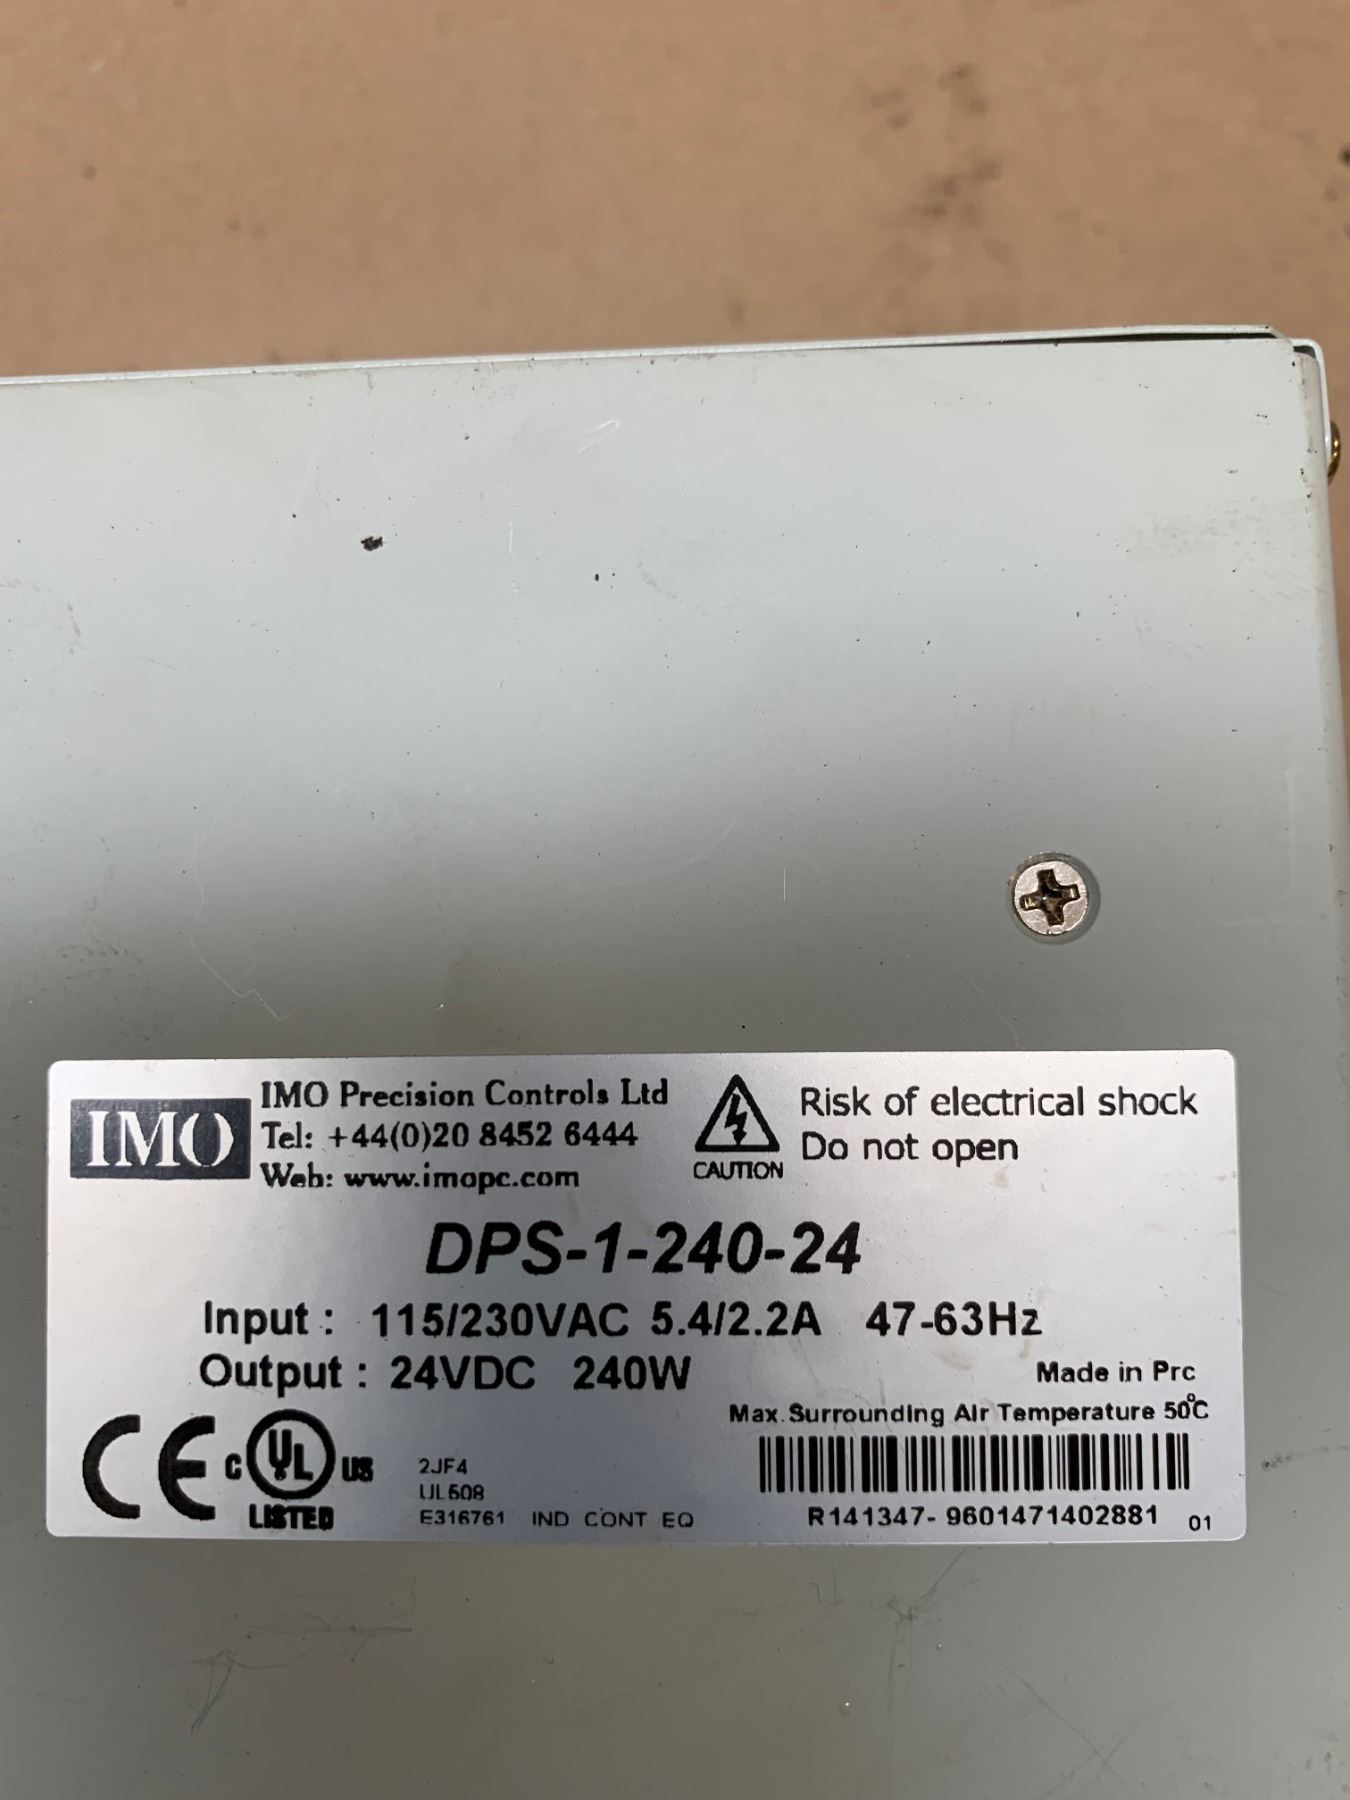 IMO
IMO Precision Controls Ltd
Tel: +44(0)20 8452 6444
Web: www.imopc.com
CAUTION
Risk of electrical shock
Do not open
DPS-1-240-24
Input : 115/230VAC 5.4/2.2A 47-63Hz
Output : 24VDC 240W
Made in Prc
Max.Surrounding Air Temperature 50°C
CE
C UL US
LISTED
2JF4
UL508
E316761 IND CONT EQ
R141347- 9601471402881 01